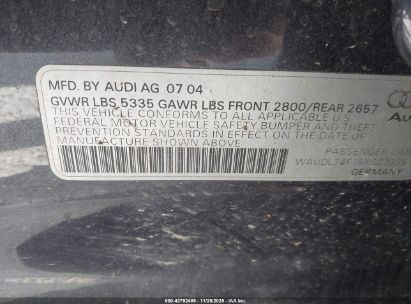 MFD. BY AUDI AG 07 04
GVWR LBS 5335 GAWR LBS FRONT 2800/REAR 2657
THIS VEHICLE CONFORMS TO ALL APPLICABLE U.S.
FEDERAL MOTOR VEHICLE SAFETY BUMPER AND THEFT
PREVENTION STANDARDS IN EFFECT ON THE DATE OF
MANUFACTURE SHOWN ABOVE
PASSENGER CAR
GERMANY